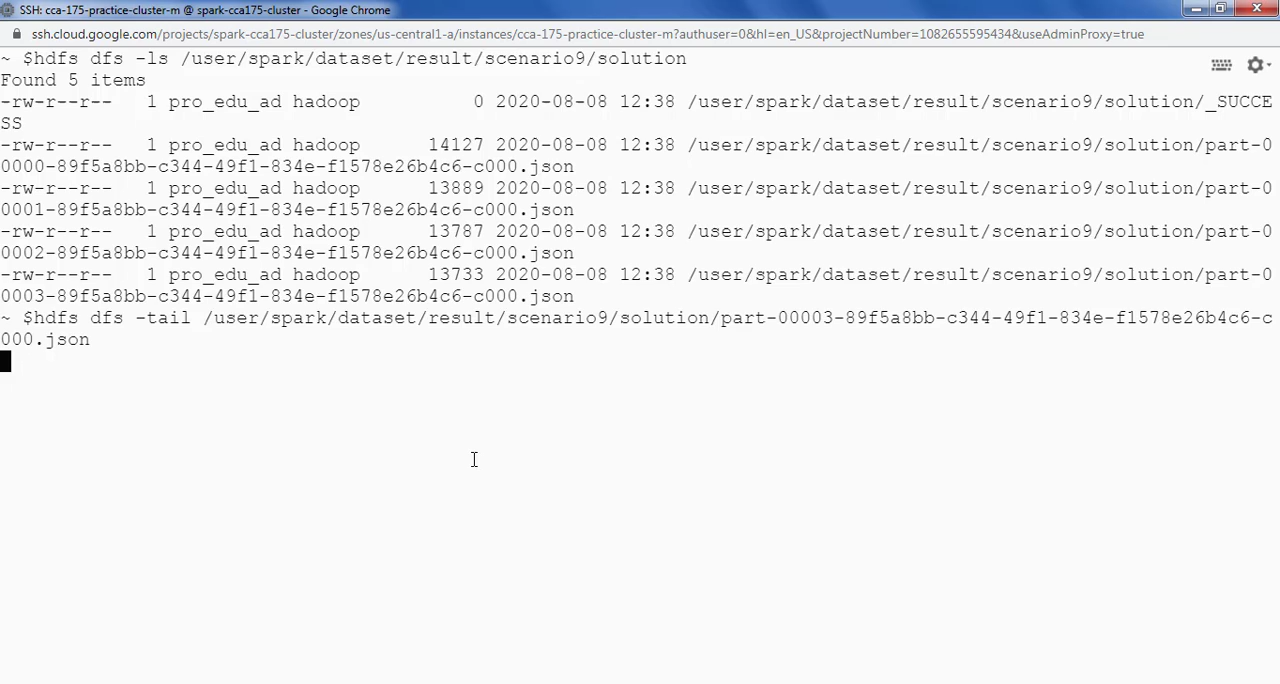 SSH: cca-175-practice-cluster-m @ spark-cca175-cluster - Google Chrome
ssh.cloud.google.com/projects/spark-cca175-cluster/zones/us-central1-a/instances/cca-175-practice-cluster-m?authuser=0&hl=en_US&projectNumber=1082655595434&useAdminProxy=true
~ $hdfs dfs -ls /user/spark/dataset/result/scenario9/solution
Found 5 items
-rw-r--r--   1 pro_edu_ad hadoop          0 2020-08-08 12:38 /user/spark/dataset/result/scenario9/solution/_SUCCE
SS
-rw-r--r--   1 pro_edu_ad hadoop      14127 2020-08-08 12:38 /user/spark/dataset/result/scenario9/solution/part-0
0000-89f5a8bb-c344-49f1-834e-f1578e26b4c6-c000.json
-rw-r--r--   1 pro_edu_ad hadoop      13889 2020-08-08 12:38 /user/spark/dataset/result/scenario9/solution/part-0
0001-89f5a8bb-c344-49f1-834e-f1578e26b4c6-c000.json
-rw-r--r--   1 pro_edu_ad hadoop      13787 2020-08-08 12:38 /user/spark/dataset/result/scenario9/solution/part-0
0002-89f5a8bb-c344-49f1-834e-f1578e26b4c6-c000.json
-rw-r--r--   1 pro_edu_ad hadoop      13733 2020-08-08 12:38 /user/spark/dataset/result/scenario9/solution/part-0
0003-89f5a8bb-c344-49f1-834e-f1578e26b4c6-c000.json
~ $hdfs dfs -tail /user/spark/dataset/result/scenario9/solution/part-00003-89f5a8bb-c344-49f1-834e-f1578e26b4c6-c
000.json